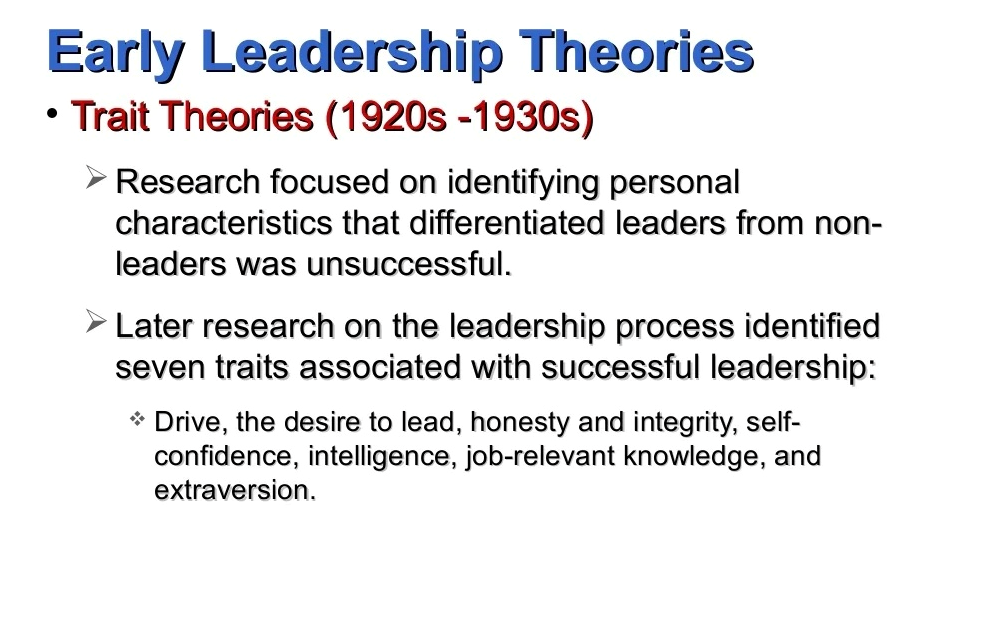 Early Leadership Theories
• Trait Theories (1920s -1930s)
➢ Research focused on identifying personal
characteristics that differentiated leaders from non-
leaders was unsuccessful.
➢ Later research on the leadership process identified
seven traits associated with successful leadership:
❖ Drive, the desire to lead, honesty and integrity, self-
confidence, intelligence, job-relevant knowledge, and
extraversion.